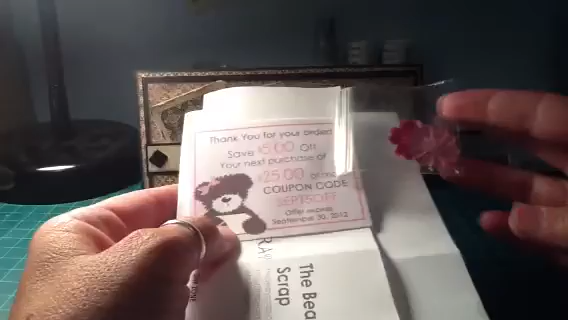 Thank You for your order!
Save $5.00 Off
Your next purchase of
$25.00 or more
COUPON CODE
SEPT5OFF
Offer expires
September 30, 2012
The Bea
Scrap